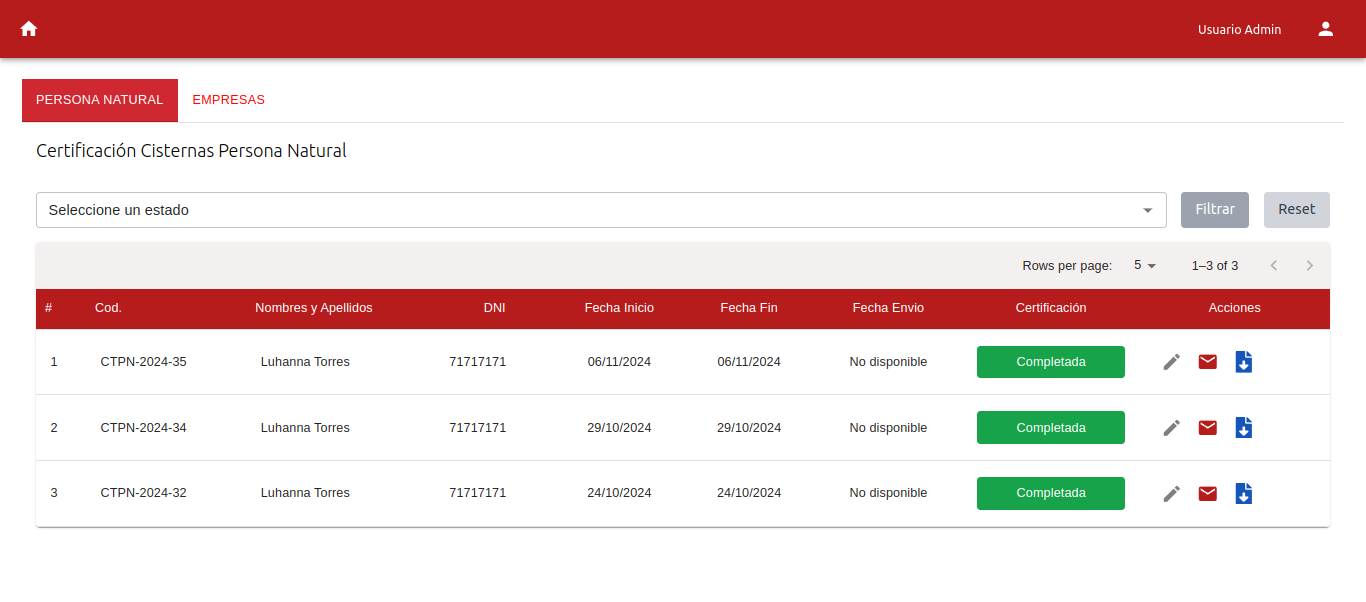 Usuario Admin
PERSONA NATURAL EMPRESAS
Certificación Cisternas Persona Natural
Seleccione un estado Filtrar Reset
Rows per page: 5 1–3 of 3
# Cod. Nombres y Apellidos DNI Fecha Inicio Fecha Fin Fecha Envio Certificación Acciones
1 CTPN-2024-35 Luhanna Torres 71717171 06/11/2024 06/11/2024 No disponible Completada
2 CTPN-2024-34 Luhanna Torres 71717171 29/10/2024 29/10/2024 No disponible Completada
3 CTPN-2024-32 Luhanna Torres 71717171 24/10/2024 24/10/2024 No disponible Completada